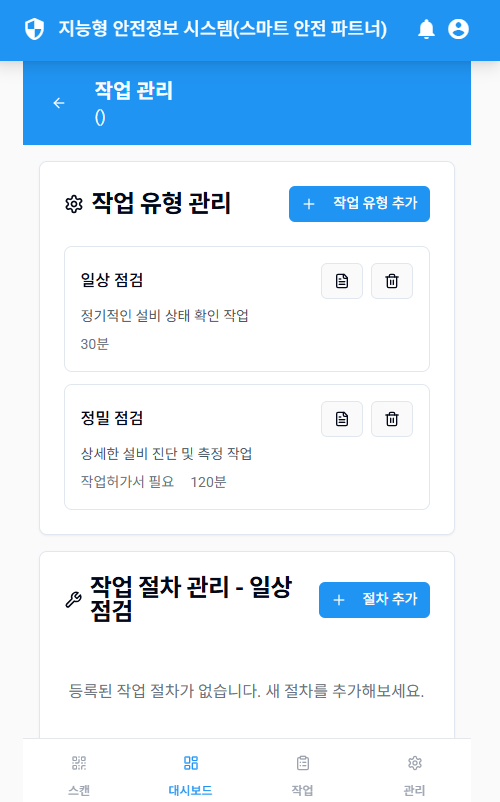 지능형 안전정보 시스템(스마트 안전 파트너)
작업 관리
()
작업 유형 관리
작업 유형 추가
일상 점검
정기적인 설비 상태 확인 작업
30분
정밀 점검
상세한 설비 진단 및 측정 작업
작업허가서 필요 120분
작업 절차 관리 - 일상
점검
절차 추가
등록된 작업 절차가 없습니다. 새 절차를 추가해보세요.
스캔
대시보드
작업
관리